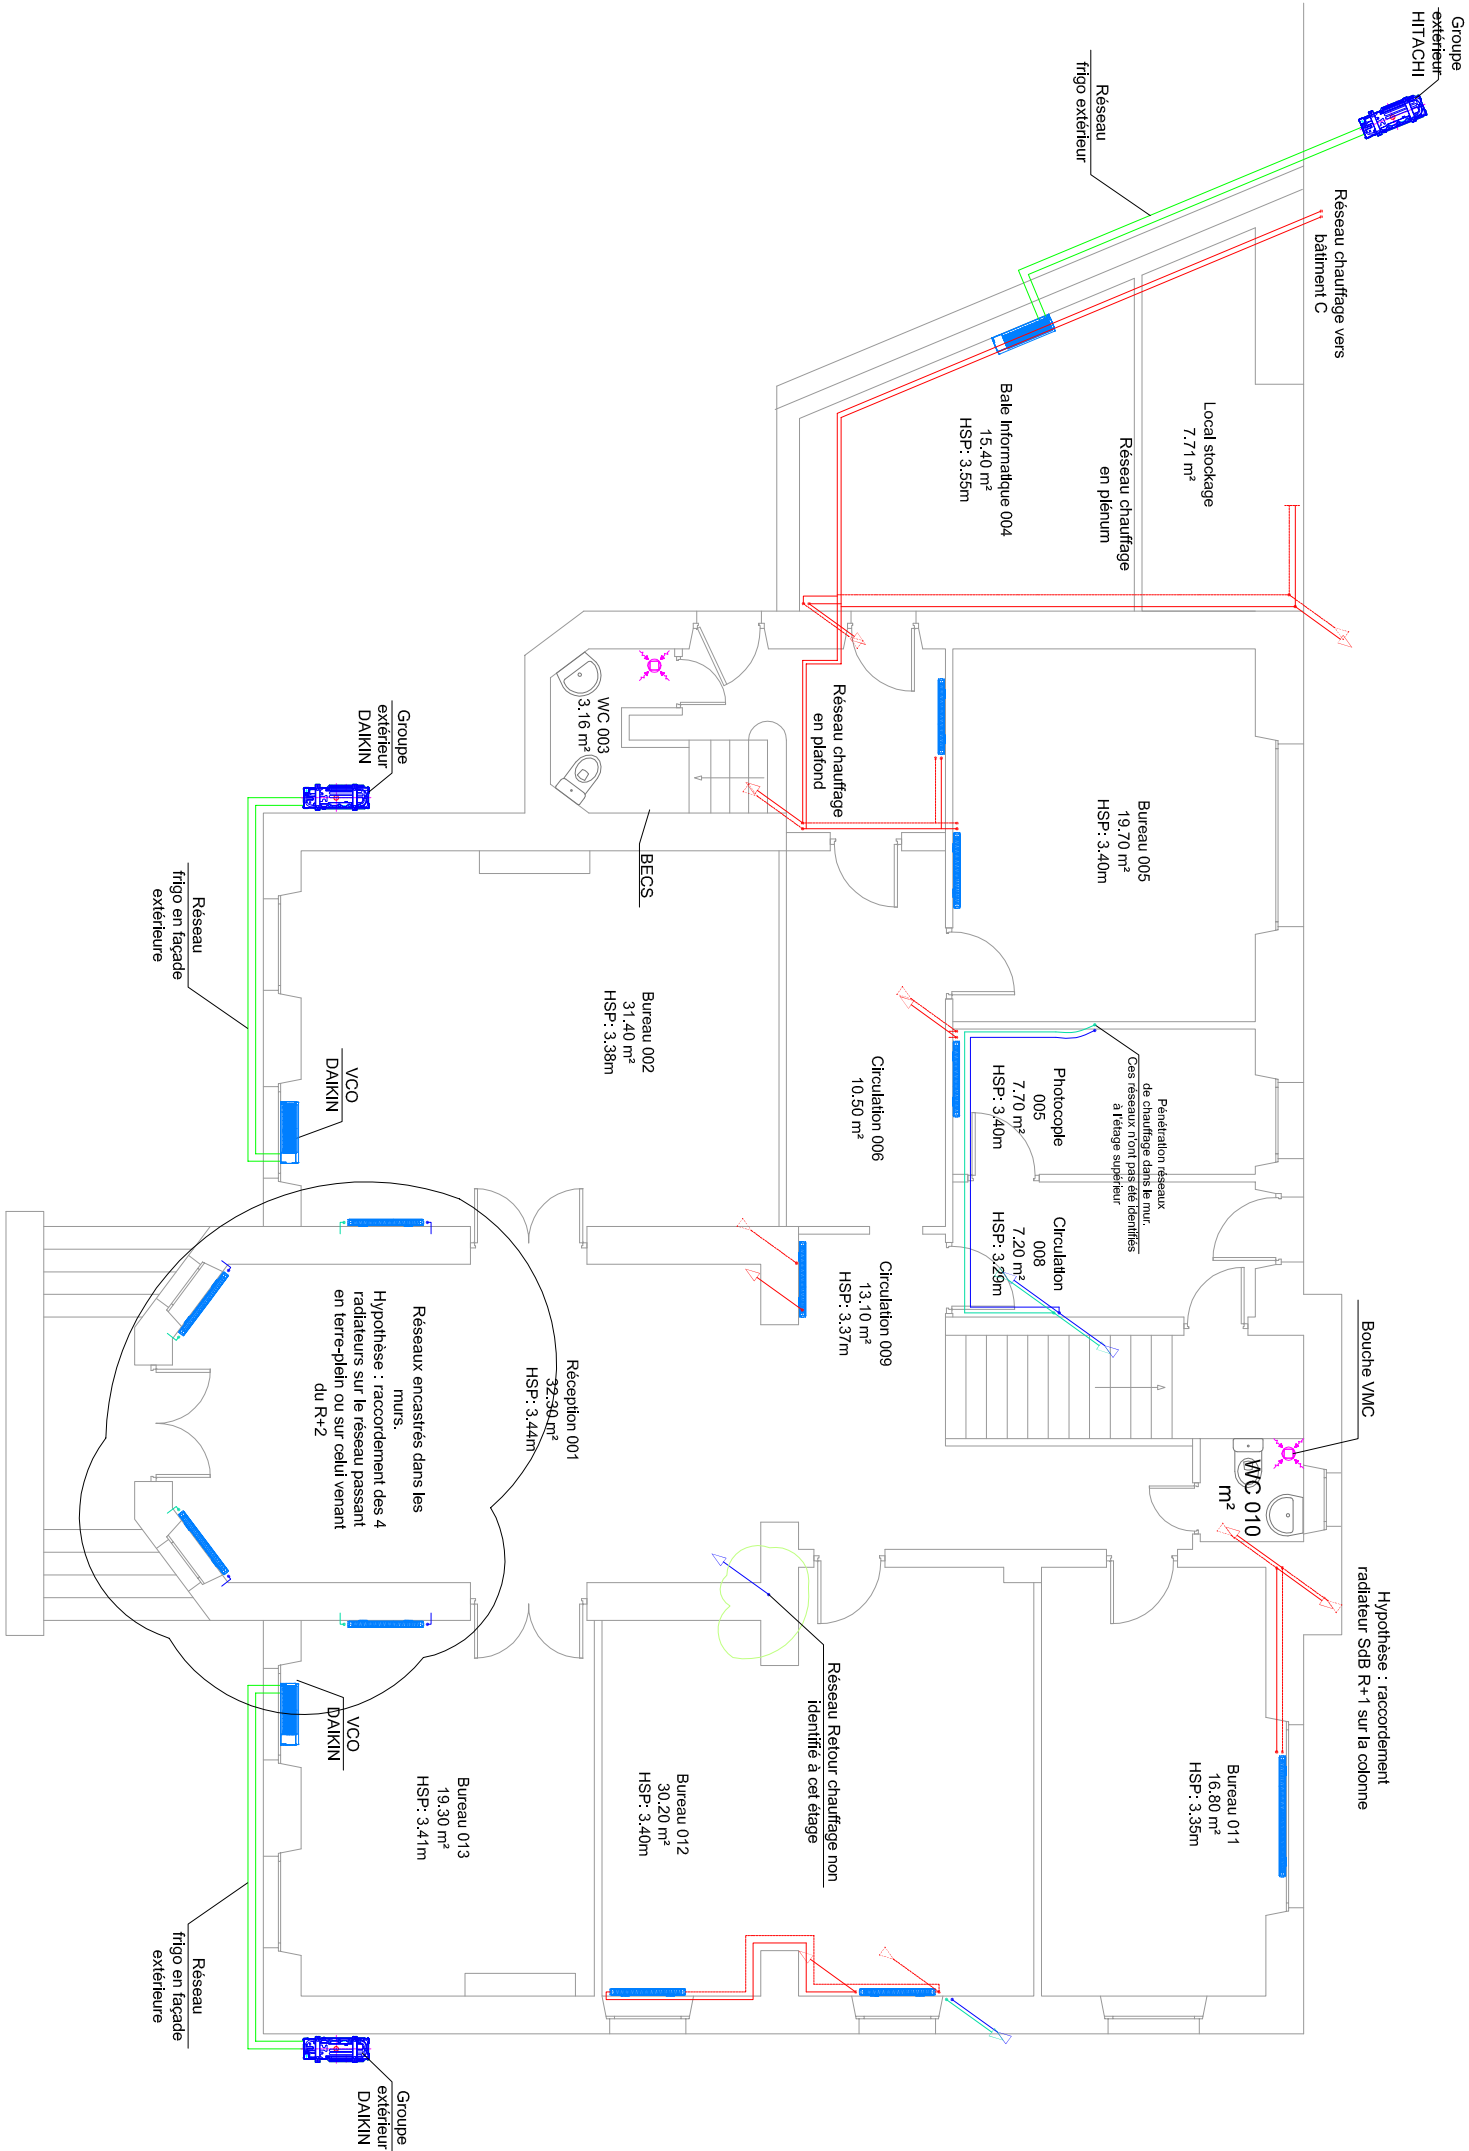 Groupe
extérieur
HITACHI
Réseau
frigo extérieur
Réseau chauffage vers
bâtiment C
Local stockage
7.71 m²
Réseau chauffage
en plénum
Baie Informatique 004
15.40 m²
HSP: 3.55m
WC 003
3.16 m²
Réseau chauffage
en plafond
Bureau 005
19.70 m²
HSP: 3.40m
Groupe
extérieur
DAIKIN
BECS
Réseau
frigo en façade
extérieure
Bureau 002
31.40 m²
HSP: 3.38m
VCO
DAIKIN
Circulation 006
10.50 m²
Photocopie
005
7.70 m²
HSP: 3.40m
Pénétration réseaux
de chauffage dans le mur.
Ces réseaux n'ont pas été identifiés
à l'étage supérieur
Circulation
008
7.20 m²
HSP: 3.29m
Circulation 009
13.10 m²
HSP: 3.37m
Bouche VMC
Réception 001
32.30 m²
HSP: 3.44m
Réseaux encastrés dans les
murs.
Hypothèse : raccordement des 4
radiateurs sur le réseau passant
en terre-plein ou sur celui venant
du R+2
WC 010
m²
Hypothèse : raccordement
radiateur SdB R+1 sur la colonne
Réseau Retour chauffage non
identifié à cet étage
VCO
DAIKIN
Bureau 013
19.30 m²
HSP: 3.41m
Bureau 012
30.20 m²
HSP: 3.40m
Bureau 011
16.80 m²
HSP: 3.35m
Réseau
frigo en façade
extérieure
Groupe
extérieur
DAIKIN